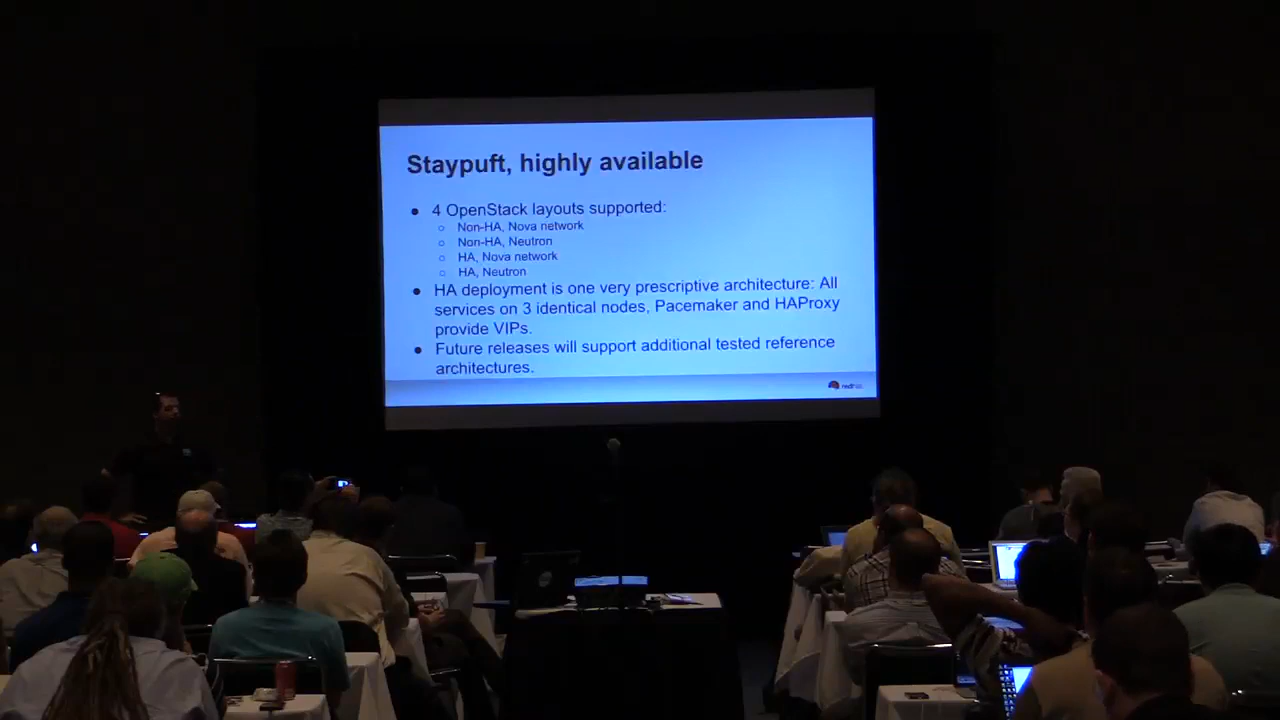 Staypuft, highly available
● 4 OpenStack layouts supported:
○ Non-HA, Nova network
○ Non-HA, Neutron
○ HA, Nova network
○ HA, Neutron
● HA deployment is one very prescriptive architecture: All
services on 3 identical nodes, Pacemaker and HAProxy
provide VIPs.
● Future releases will support additional tested reference
architectures.
redhat